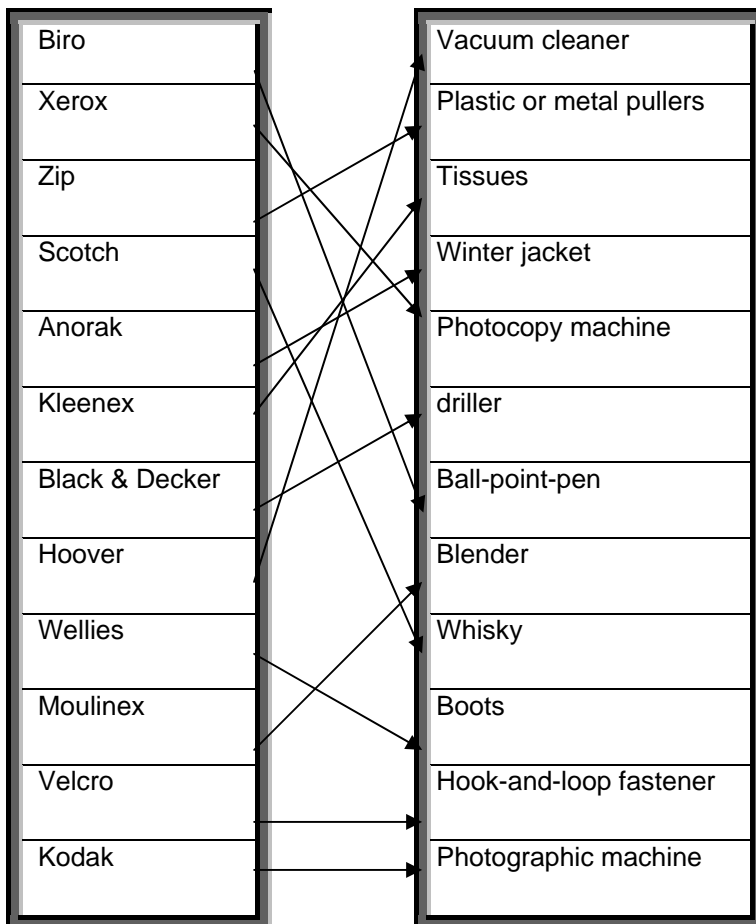 Biro
Xerox
Zip
Scotch
Anorak
Kleenex
Black & Decker
Hoover
Wellies
Moulinex
Velcro
Kodak
Vacuum cleaner
Plastic or metal pullers
Tissues
Winter jacket
Photocopy machine
driller
Ball-point-pen
Blender
Whisky
Boots
Hook-and-loop fastener
Photographic machine